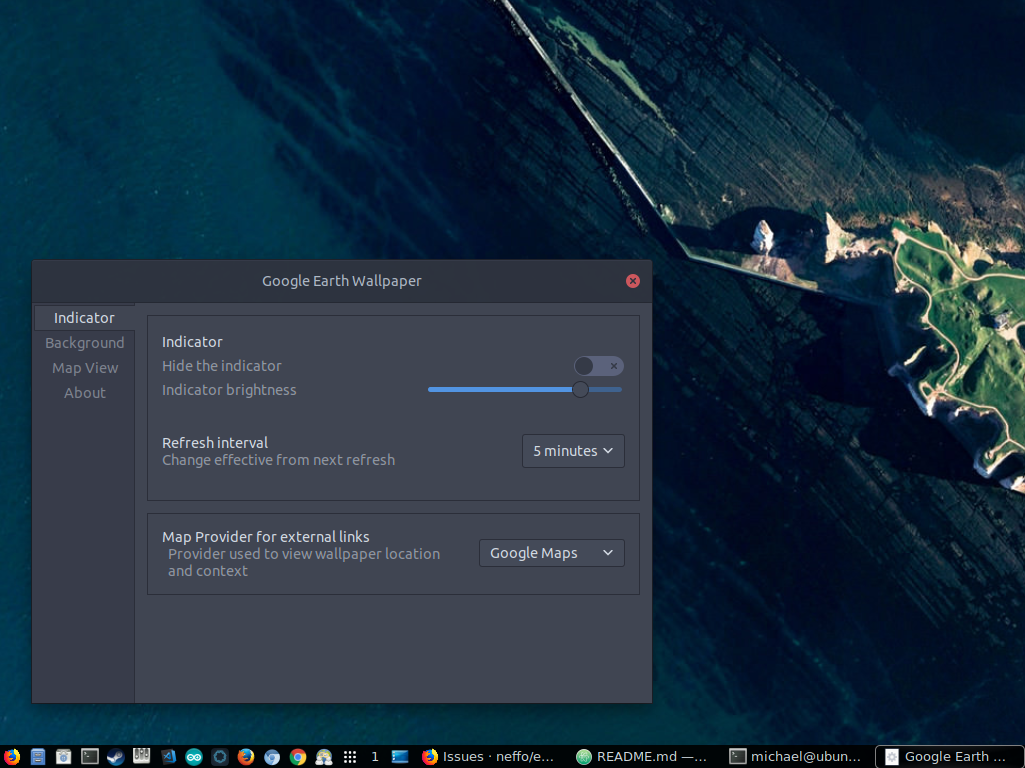 Google Earth Wallpaper
Indicator
Background
Map View
About
Indicator
Hide the indicator
Indicator brightness
Refresh interval
Change effective from next refresh
5 minutes
Map Provider for external links
Provider used to view wallpaper location
and context
Google Maps
1
Issues · neffo/e...
README.md —...
michael@ubun...
Google Earth ...